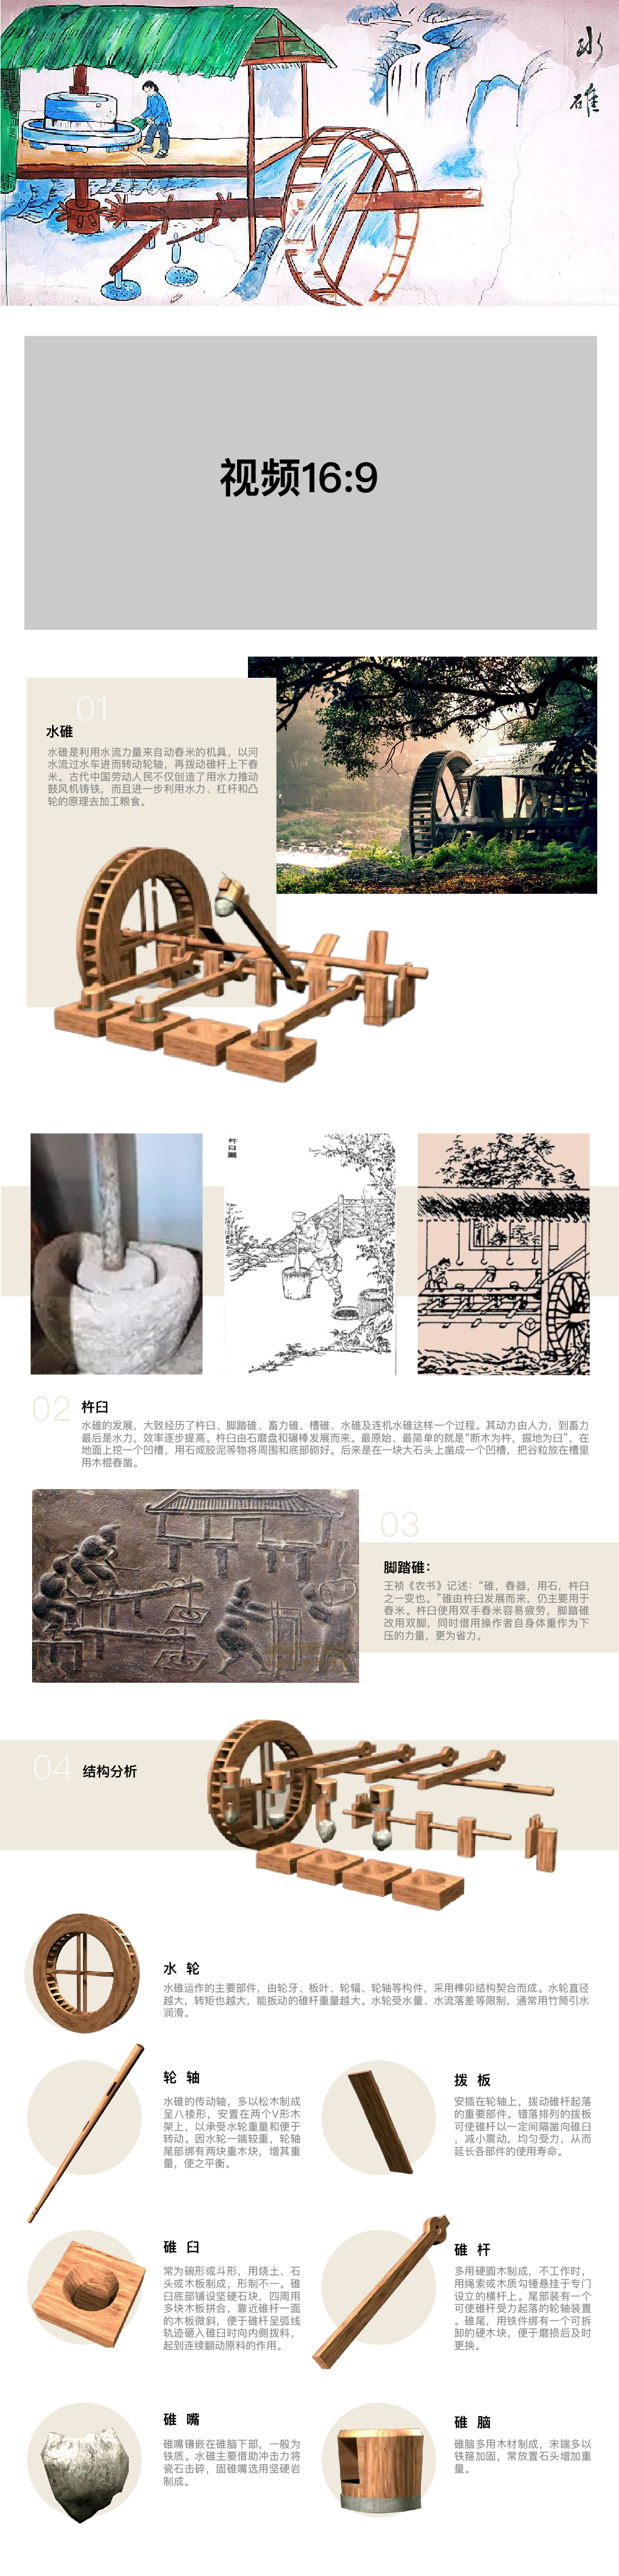 水
碓
视频16:9
01
水碓
水碓是利用水流力量来自动舂米的机具，以河
水流过水车进而转动轮轴，再拨动碓杆上下舂
米。古代中国劳动人民不仅创造了用水力推动
鼓风机铸铁，而且进一步利用水力、杠杆和凸
轮的原理去加工粮食。
02
杵臼
水碓的发展，大致经历了杵臼、脚踏碓、畜力碓、槽碓、水碓及连机水碓这样一个过程。其动力由人力，到畜力
最后是水力，效率逐步提高。杵臼由石磨盘和碾棒发展而来。最原始、最简单的就是“断木为杵，掘地为臼”，在
地面上挖一个凹槽，用石或胶泥等物将周围和底部砌好。后来是在一块大石头上凿成一个凹槽，把谷粒放在槽里
用木棍舂凿。
03
脚踏碓：
王祯《农书》记述：“碓，舂器，用石，杵臼
之一变也。”碓由杵臼发展而来，仍主要用于
舂米。杵臼使用双手舂米容易疲劳，脚踏碓
改用双脚，同时借用操作者自身体重作为下
压的力量，更为省力。
04
结构分析
水 轮
水碓运作的主要部件，由轮牙、板叶、轮辐、轮轴等构件，采用榫卯结构契合而成。水轮直径
越大，转矩也越大，能扳动的碓杆重量越大。水轮受水量、水流落差等限制，通常用竹筒引水
润滑。
轮 轴
水碓的传动轴，多以松木制成
呈八棱形，安置在两个V形木
架上，以承受水轮重量和便于
转动。因水轮一端较重，轮轴
尾部绑有两块重木块，增其重
量，使之平衡。
拨 板
安插在轮轴上，拨动碓杆起落
的重要部件。错落排列的拨板
可使碓杆以一定间隔凿向碓臼
，减小震动，均匀受力，从而
延长各部件的使用寿命。
碓 臼
常为碗形或斗形，用烧土、石
头或木板制成，形制不一。碓
臼底部铺设坚硬石块，四周用
多块木板拼合，靠近碓杆一面
的木板微斜，便于碓杆呈弧线
轨迹砸入碓臼时向内侧拨料，
起到连续翻动原料的作用。
碓 杆
多用硬圆木制成，不工作时，
用绳索或木质勾锤悬挂于专门
设立的横杆上。尾部装有一个
可使碓杆受力起落的轮轴装置
。碓尾，用铁件绑有一个可拆
卸的硬木块，便于磨损后及时
更换。
碓 嘴
碓嘴镶嵌在碓脑下部，一般为
铁质。水碓主要借助冲击力将
瓷石击碎，固碓嘴选用坚硬岩
制成。
碓 脑
碓脑多用木材制成，末端多以
铁箍加固，常放置石头增加重
量。